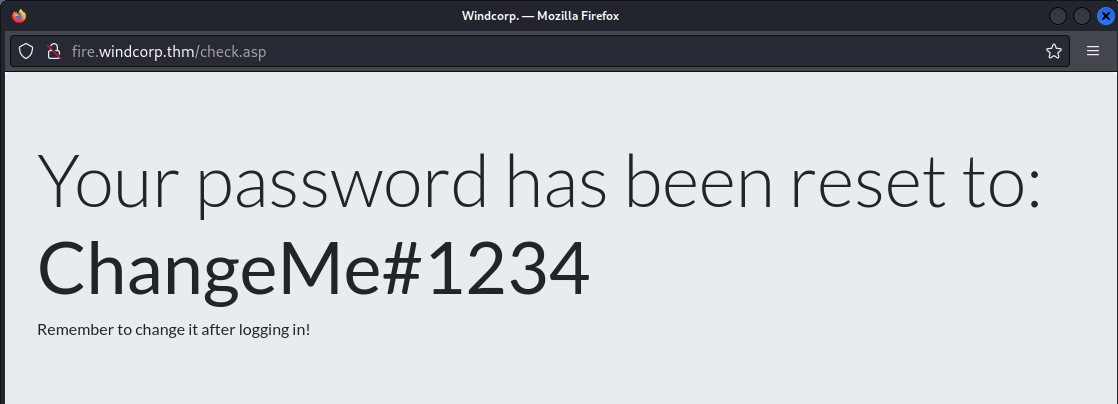 Windcorp. — Mozilla Firefox
fire.windcorp.thm/check.asp
Your password has been reset to:
ChangeMe#1234
Remember to change it after logging in!